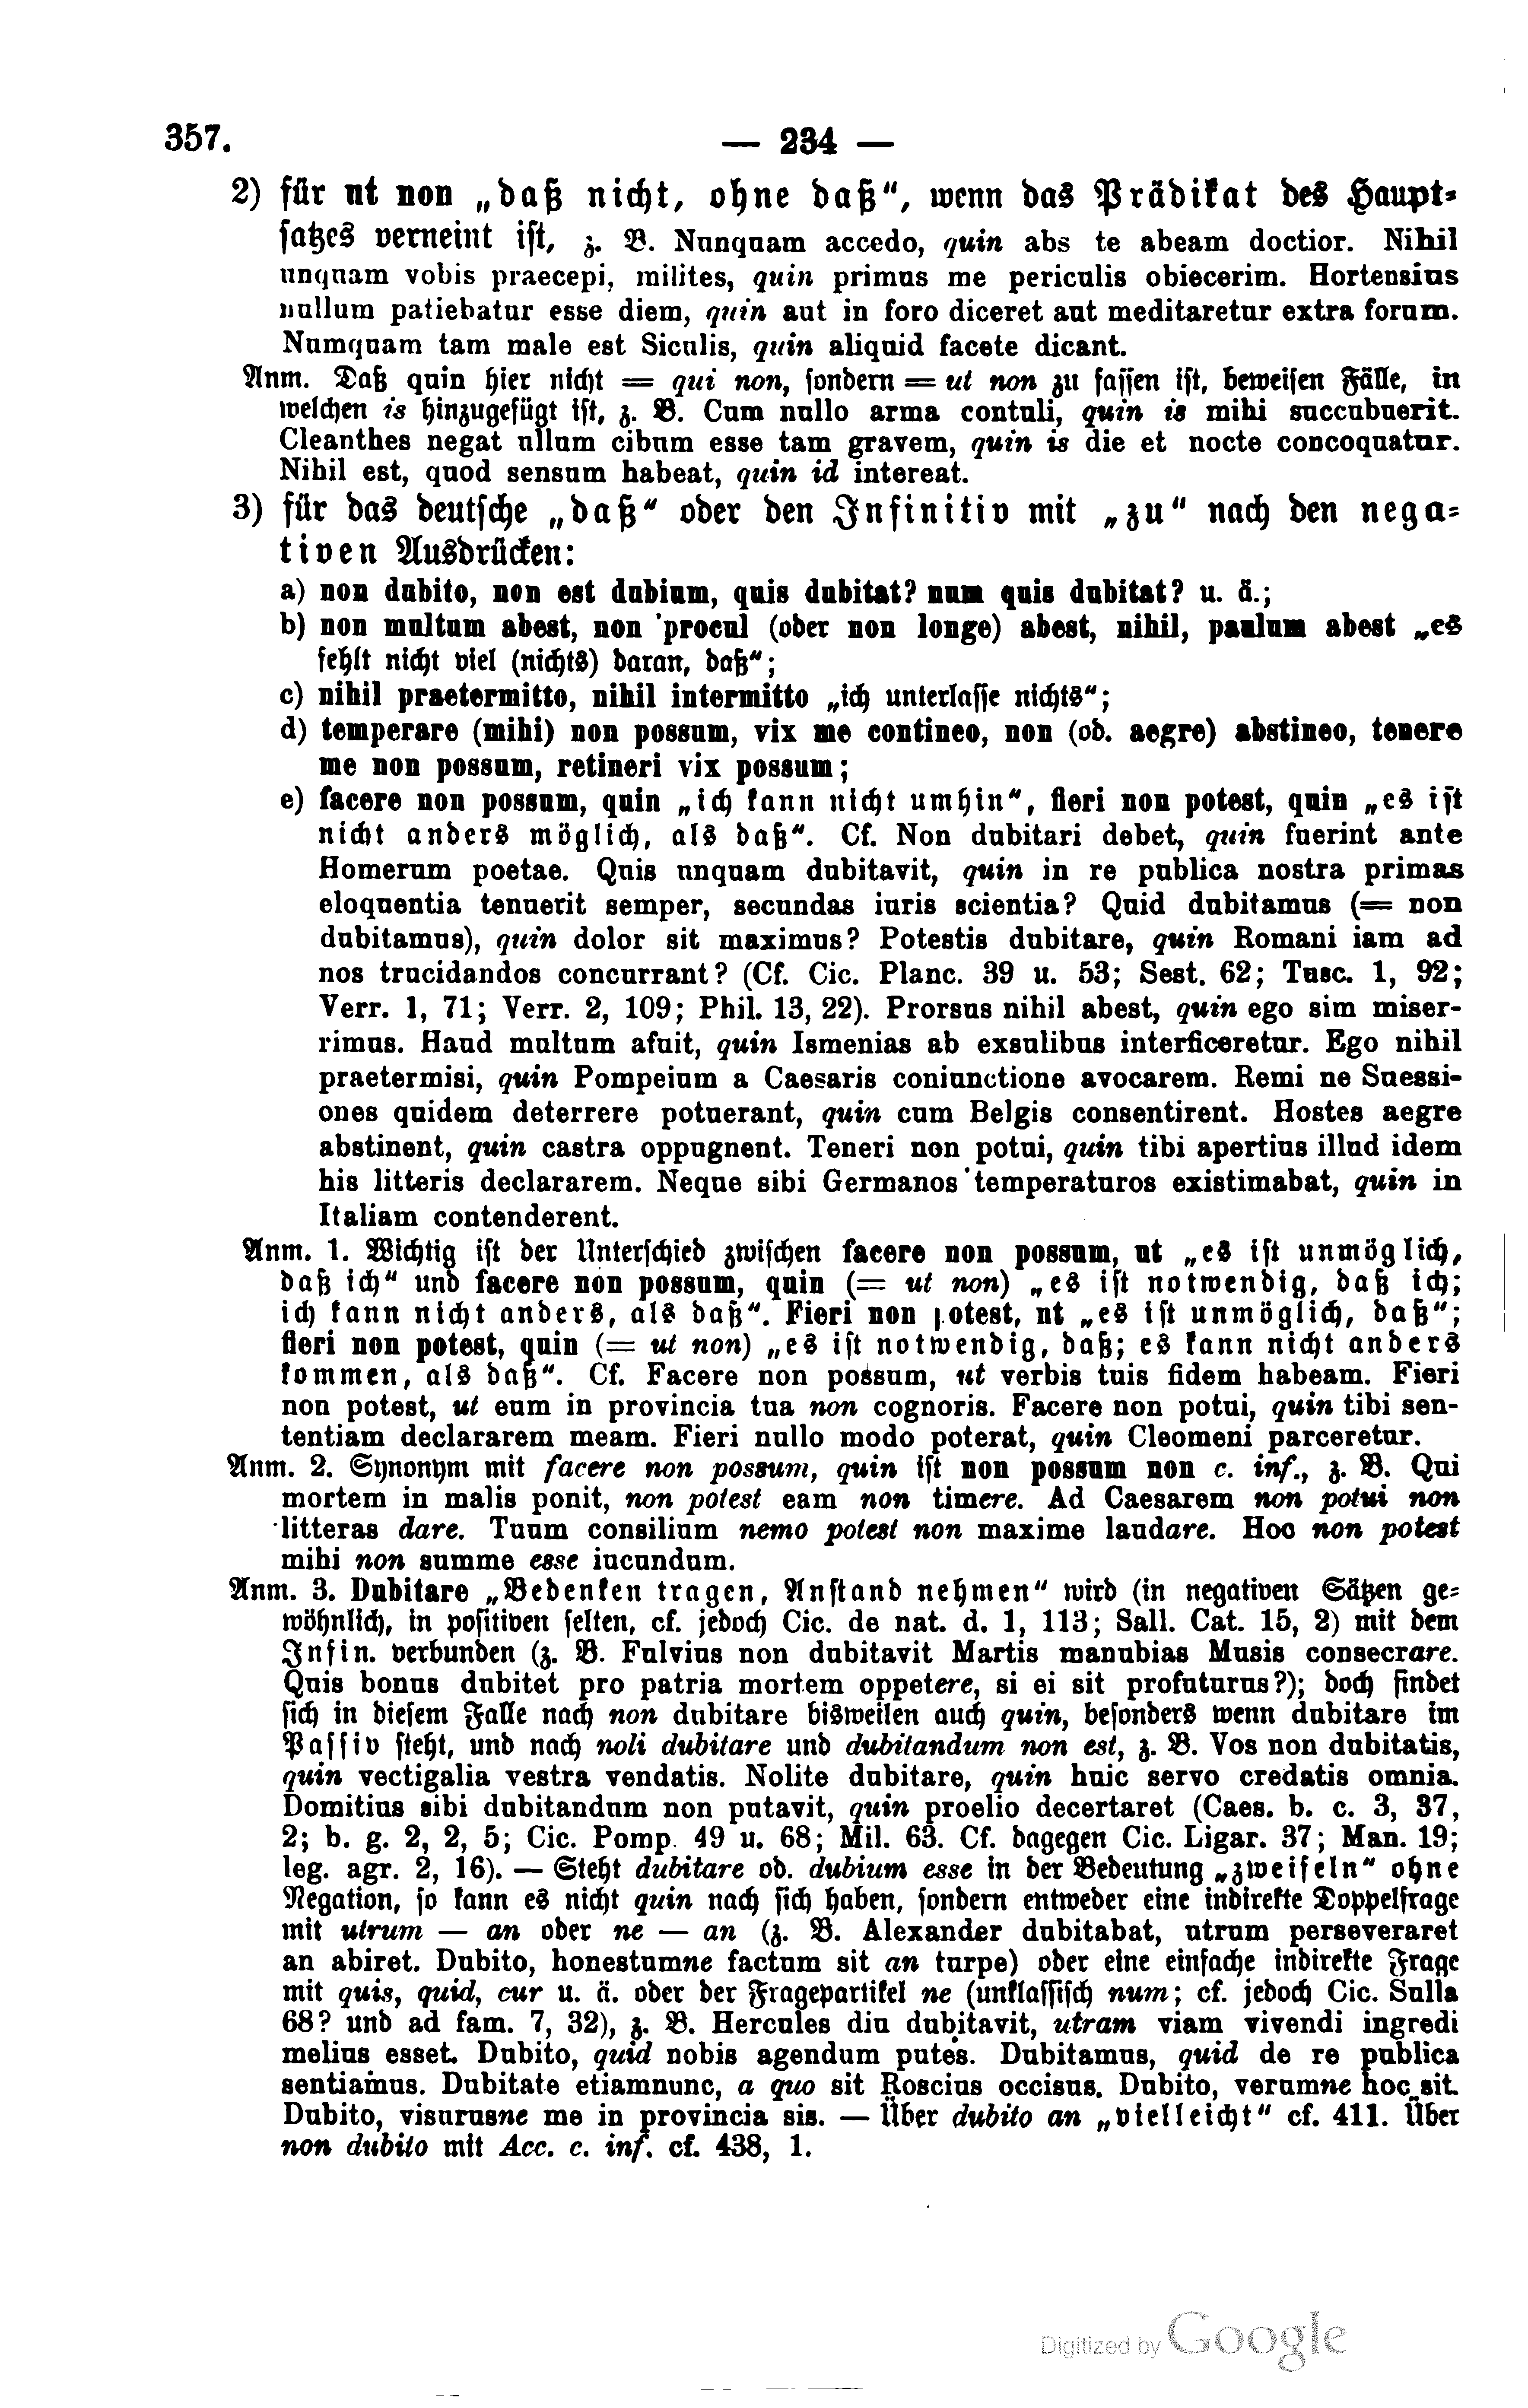 357.
— 234 —
2) für ut non „daß nicht, ohne daß“, wenn das Prädikat des Haupt-
satzes verneint ist, z. B. Nunquam accedo, quin abs te abeam doctior. Nihil
unquam vobis praecepi, milites, quin primus me periculis obiecerim. Hortensius
nullum patiebatur esse diem, quin aut in foro diceret aut meditaretur extra forum.
Numquam tam male est Siculis, quin aliquid facete dicant.
Anm. Daß quin hier nicht = qui non, sondern = ut non zu fassen ist, beweisen Fälle, in
welchen is hinzugefügt ist, z. B. Cum nullo arma contuli, quin is mihi succubuerit.
Cleanthes negat ullum cibum esse tam gravem, quin is die et nocte concoquatur.
Nihil est, quod sensum habeat, quin id intereat.
3) für das deutsche „daß“ oder den Infinitiv mit „zu“ nach den nega-
tiven Ausdrücken:
a) non dubito, non est dubium, quis dubitat? num quis dubitat? u. ä.;
b) non multum abest, non procul (oder non longe) abest, nihil, paulum abest „es
fehlt nicht viel (nichts) daran, daß“;
c) nihil praetermitto, nihil intermitto „ich unterlasse nichts“;
d) temperare (mihi) non possum, vix me contineo, non (od. aegre) abstineo, tenere
me non possum, retineri vix possum;
e) facere non possum, quin „ich kann nicht umhin“, fieri non potest, quin „es ist
nicht anders möglich, als daß“. Cf. Non dubitari debet, quin fuerint ante
Homerum poetae. Quis unquam dubitavit, quin in re publica nostra primas
eloquentia tenuerit semper, secundas iuris scientia? Quid dubitamus (= non
dubitamus), quin dolor sit maximus? Potestis dubitare, quin Romani iam ad
nos trucidandos concurrant? (Cf. Cic. Planc. 39 u. 53; Sest. 62; Tusc. 1, 92;
Verr. 1, 71; Verr. 2, 109; Phil. 13, 22). Prorsus nihil abest, quin ego sim miser-
rimus. Haud multum afuit, quin Ismenias ab exsulibus interficeretur. Ego nihil
praetermisi, quin Pompeium a Caesaris coniunctione avocarem. Remi ne Suessi-
ones quidem deterrere potuerant, quin cum Belgis consentirent. Hostes aegre
abstinent, quin castra oppugnent. Teneri non potui, quin tibi apertius illud idem
his litteris declararem. Neque sibi Germanos temperaturos existimabat, quin in
Italiam contenderent.
Anm. 1. Wichtig ist der Unterschied zwischen facere non possum, ut „es ist unmöglich,
daß ich“ und facere non possum, quin (= ut non) „es ist notwendig, daß ich;
ich kann nicht anders, als daß“. Fieri non potest, ut „es ist unmöglich, daß“;
fieri non potest, quin (= ut non) „es ist notwendig, daß; es kann nicht anders
kommen, als daß“. Cf. Facere non possum, ut verbis tuis fidem habeam. Fieri
non potest, ut eum in provincia tua non cognoris. Facere non potui, quin tibi sen-
tentiam declararem meam. Fieri nullo modo poterat, quin Cleomeni parceretur.
Anm. 2. Synonym mit facere non possum, quin ist non possum non c. inf., z. B. Qui
mortem in malis ponit, non potest eam non timere. Ad Caesarem non potui non
litteras dare. Tuum consilium nemo potest non maxime laudare. Hoc non potest
mihi non summe esse iucundum.
Anm. 3. Dubitare „Bedenken tragen, Anstand nehmen“ wird (in negativen Sätzen ge-
wöhnlich, in positiven selten, cf. jedoch Cic. de nat. d. 1, 113; Sall. Cat. 15, 2) mit dem
Infin. verbunden (z. B. Fulvius non dubitavit Martis manubias Musis consecrare.
Quis bonus dubitet pro patria mortem oppetere, si ei sit profuturus?); doch findet
sich in diesem Falle nach non dubitare bisweilen auch quin, besonders wenn dubitare im
Passiv steht, und nach noli dubitare und dubitandum non est, z. B. Vos non dubitatis,
quin vectigalia vestra vendatis. Nolite dubitare, quin huic servo credatis omnia.
Domitius sibi dubitandum non putavit, quin proelio decertaret (Caes. b. c. 3, 37,
2; b. g. 2, 2, 5; Cic. Pomp. 49 u. 68; Mil. 63. Cf. dagegen Cic. Ligar. 37; Man. 19;
leg. agr. 2, 16). — Steht dubitare od. dubium esse in der Bedeutung „zweifeln“ ohne
Negation, so kann es nicht quin nach sich haben, sondern entweder eine indirekte Doppelfrage
mit utrum — an oder ne — an (z. B. Alexander dubitabat, utrum perseveraret
an abiret. Dubito, honestumne factum sit an turpe) oder eine einfache indirekte Frage
mit quis, quid, cur u. ä. oder der Fragepartikel ne (unklassisch num; cf. jedoch Cic. Sulla
68? und ad fam. 7, 32), z. B. Hercules diu dubitavit, utram viam vivendi ingredi
melius esset. Dubito, quid nobis agendum putes. Dubitamus, quid de re publica
sentiamus. Dubitate etiamnunc, a quo sit Roscius occisus. Dubito, verumne hoc sit.
Dubito, visurusne me in provincia sis. — Über dubito an „vielleicht“ cf. 411. Über
non dubito mit Acc. c. inf. cf. 438, 1.
Digitized by Google